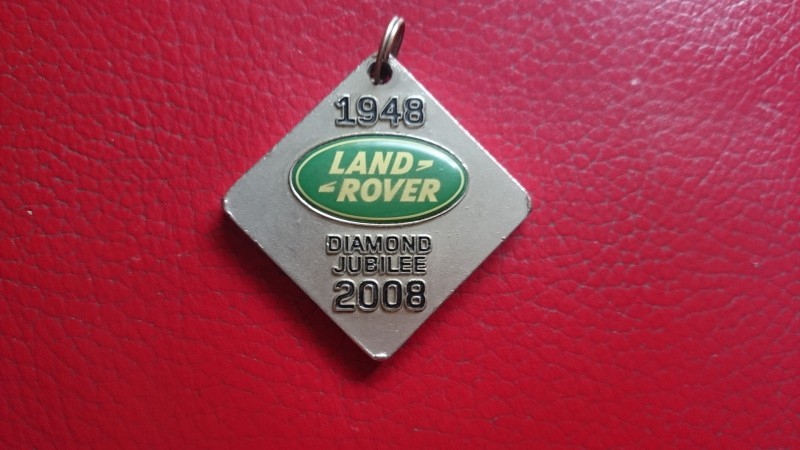 1948
LAND
ROVER
DIAMOND
JUBILEE
2008